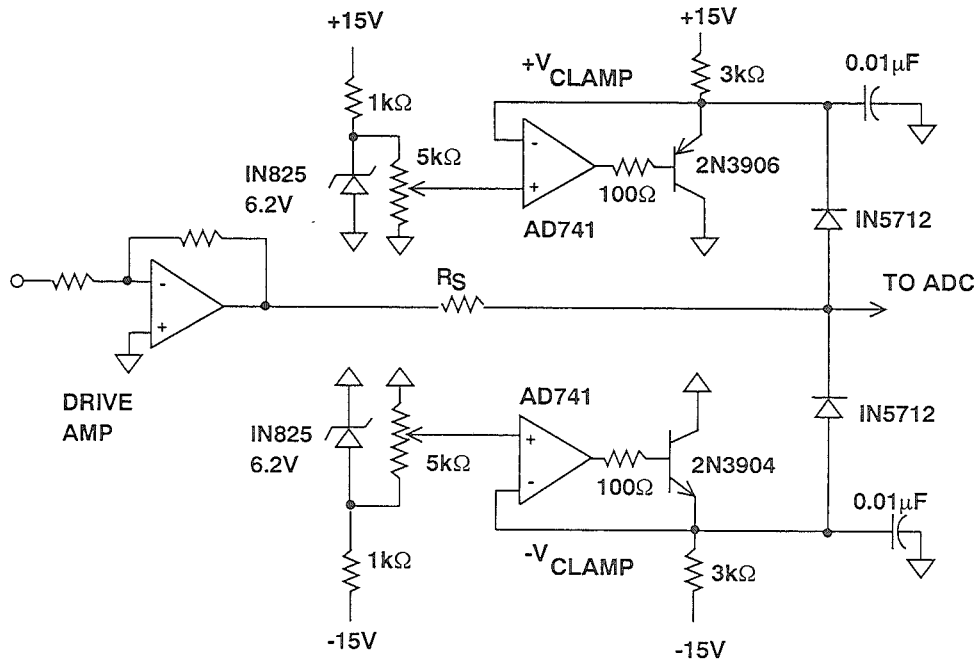 +15V
+15V
0.01µF
+V CLAMP
3kΩ
1kΩ
5kΩ
-
+
2N3906
IN825
6.2V
100Ω
AD741
IN5712
RS
TO ADC
-
+
DRIVE
AMP
AD741
IN825
6.2V
5kΩ
+
-
100Ω
2N3904
IN5712
0.01µF
1kΩ
-V CLAMP
3kΩ
-15V
-15V